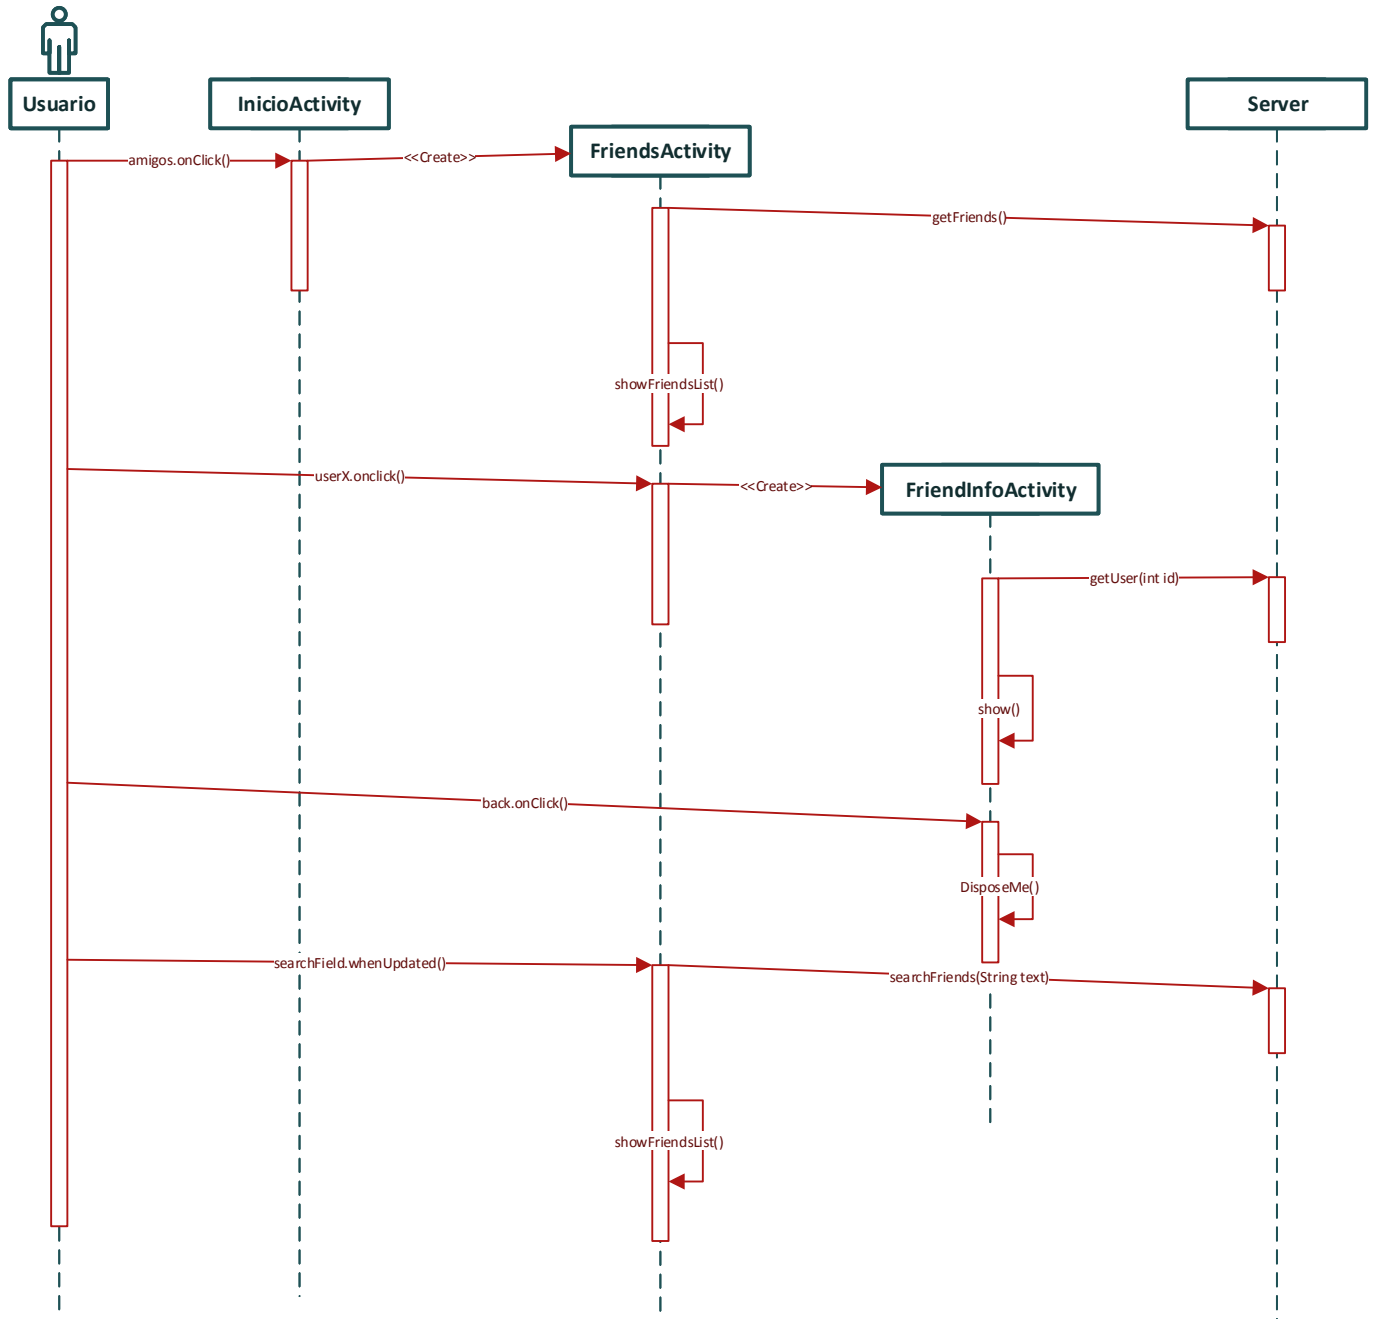 Usuario
InicioActivity
Server
FriendsActivity
amigos.onClick()
<<Create>>
getFriends()
showFriendsList()
userX.onclick()
<<Create>>
FriendInfoActivity
getUser(int id)
show()
back.onClick()
DisposeMe()
searchField.whenUpdated()
searchFriends(String text)
showFriendsList()